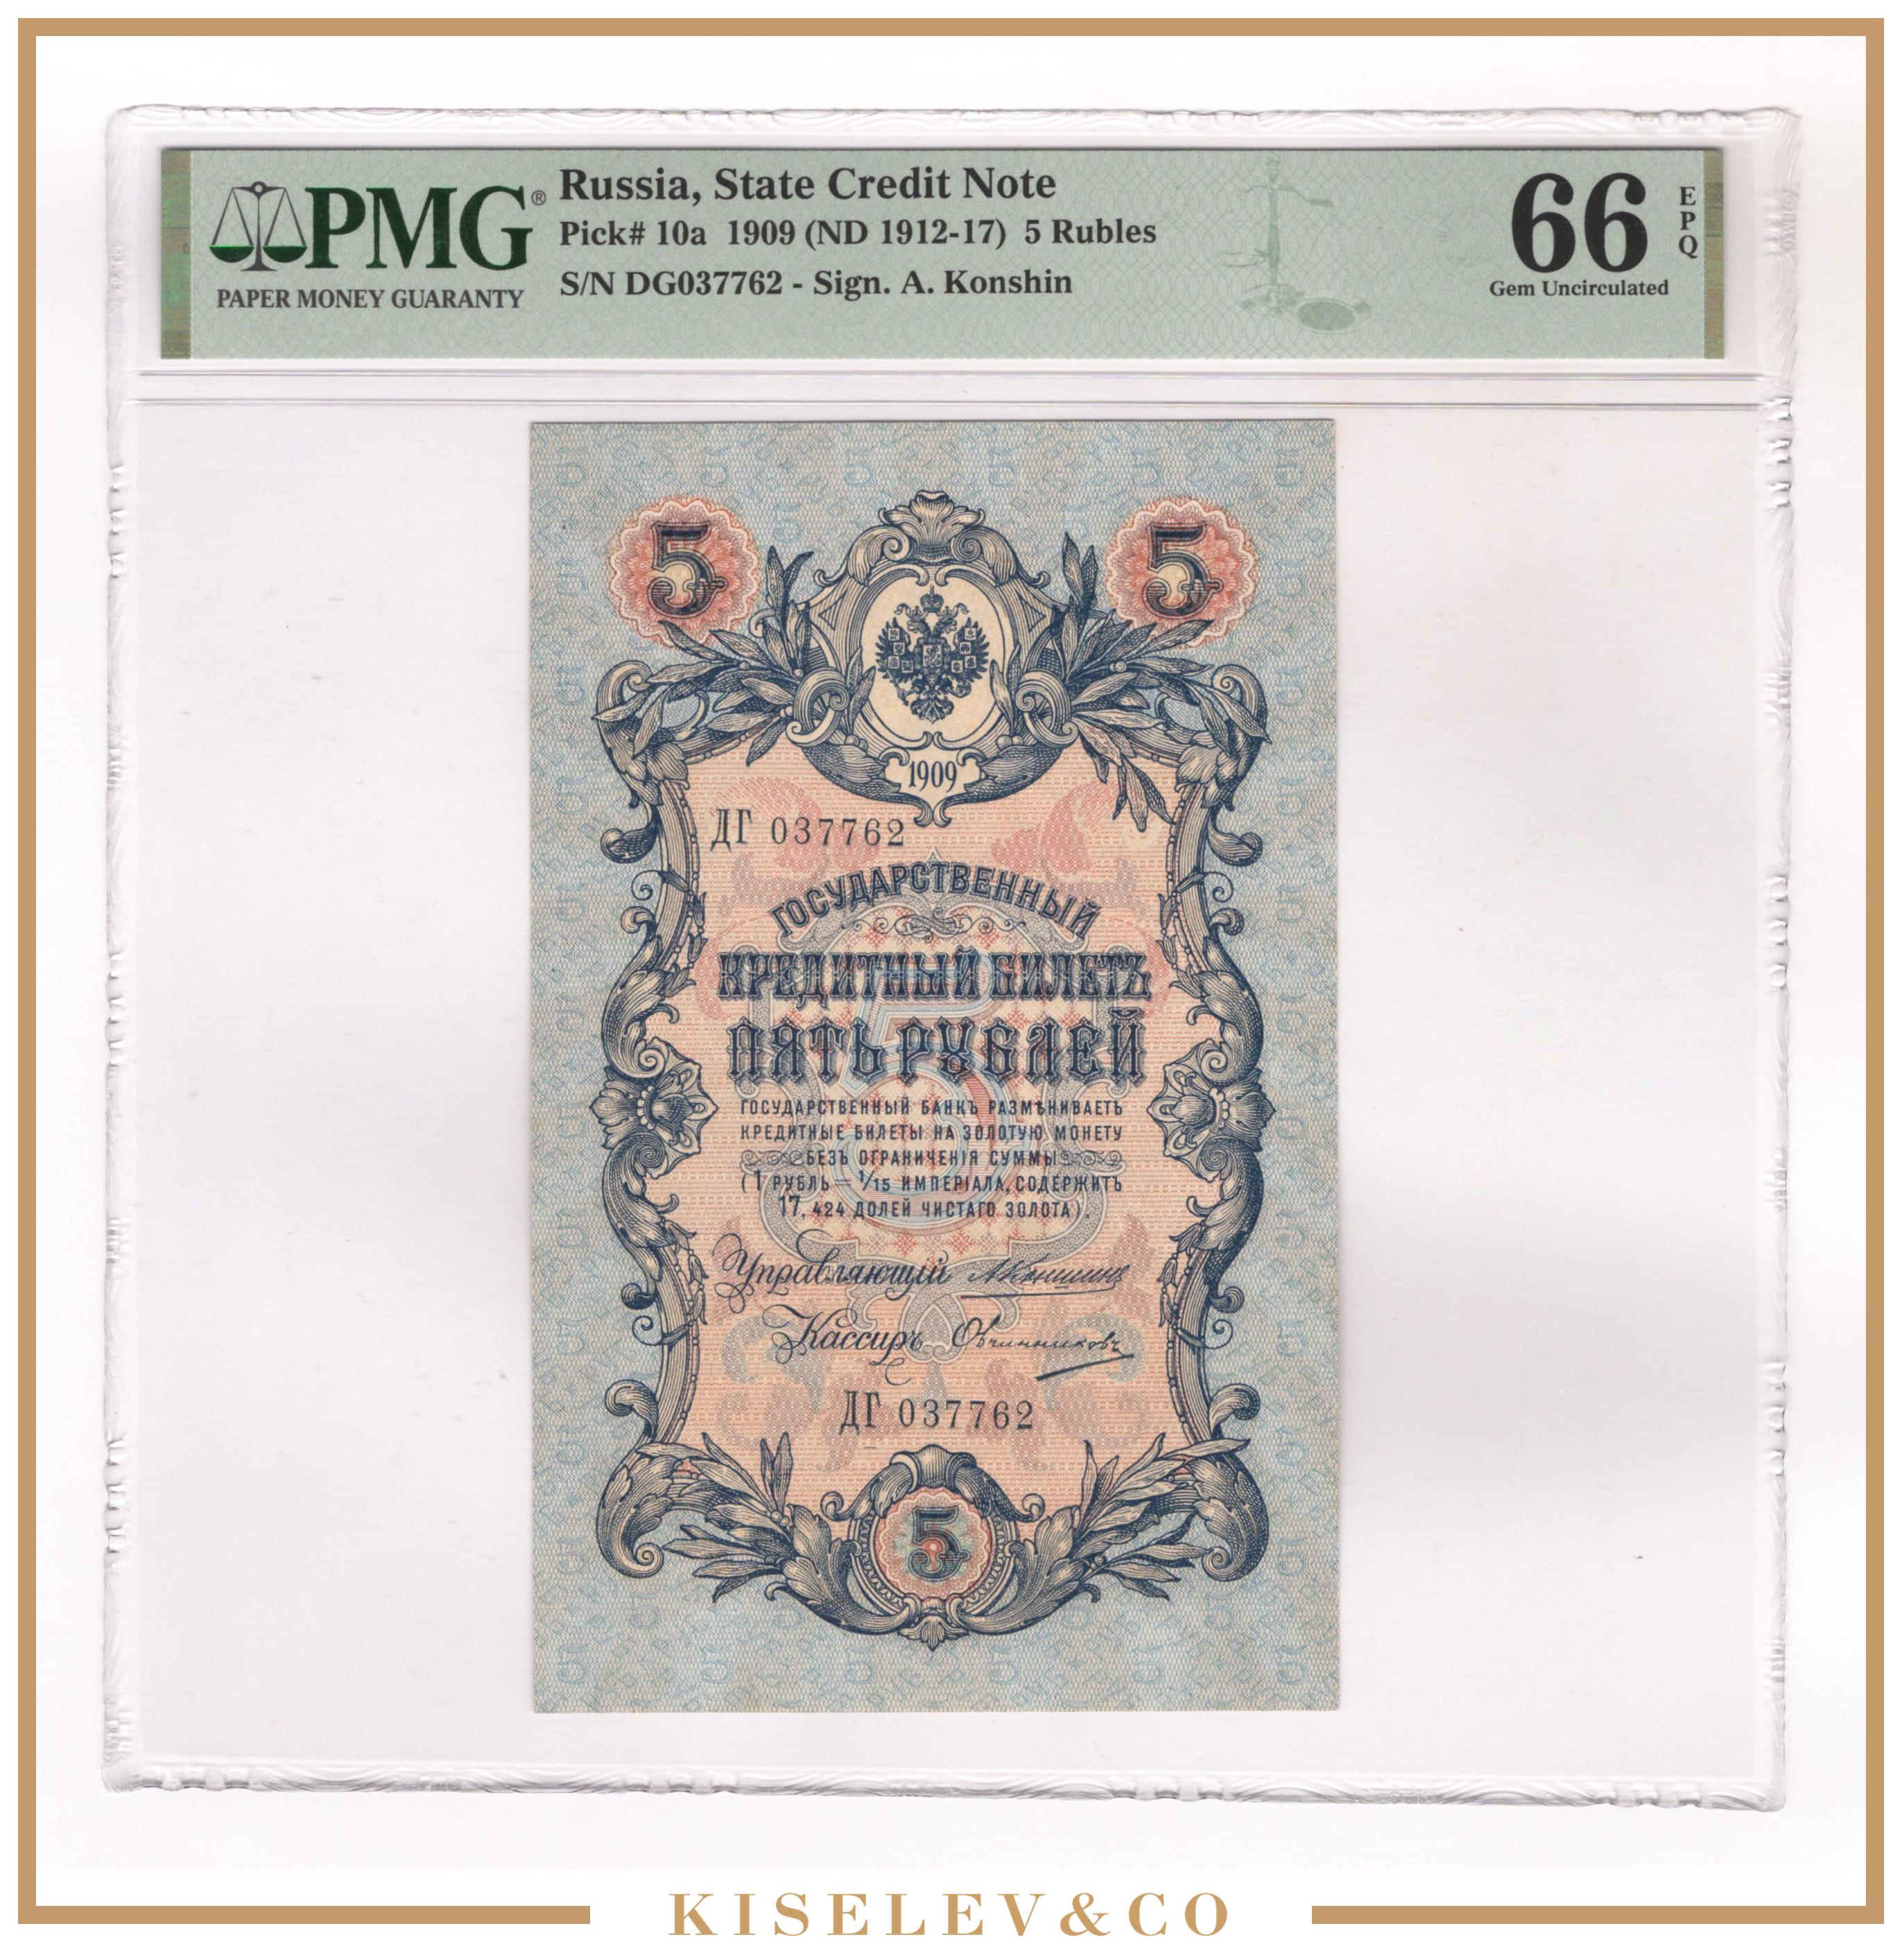 PMG®
PAPER MONEY GUARANTY
Russia, State Credit Note
Pick# 10a 1909 (ND 1912-17) 5 Rubles
S/N DG037762 - Sign. A. Konshin
66
EPQ
Gem Uncirculated
5 5
1909
ДГ 037762
ГОСУДАРСТВЕННЫЙ
КРЕДИТНЫЙ БИЛЕТЪ
ПЯТЬ РУБЛЕЙ
ГОСУДАРСТВЕННЫЙ БАНКЪ РАЗМѢНИВАЕТЪ
КРЕДИТНЫЕ БИЛЕТЫ НА ЗОЛОТУЮ МОНЕТУ
БЕЗЪ ОГРАНИЧЕНІЯ СУММЫ
(1 РУБЛЬ = 1/15 ИМПЕРІАЛА, СОДЕРЖИТЪ
17,424 ДОЛЕЙ ЧИСТАГО ЗОЛОТА).
Управляющій АКоншинъ
Кассиръ Овчинниковъ
ДГ 037762
5
KISELEV&CO